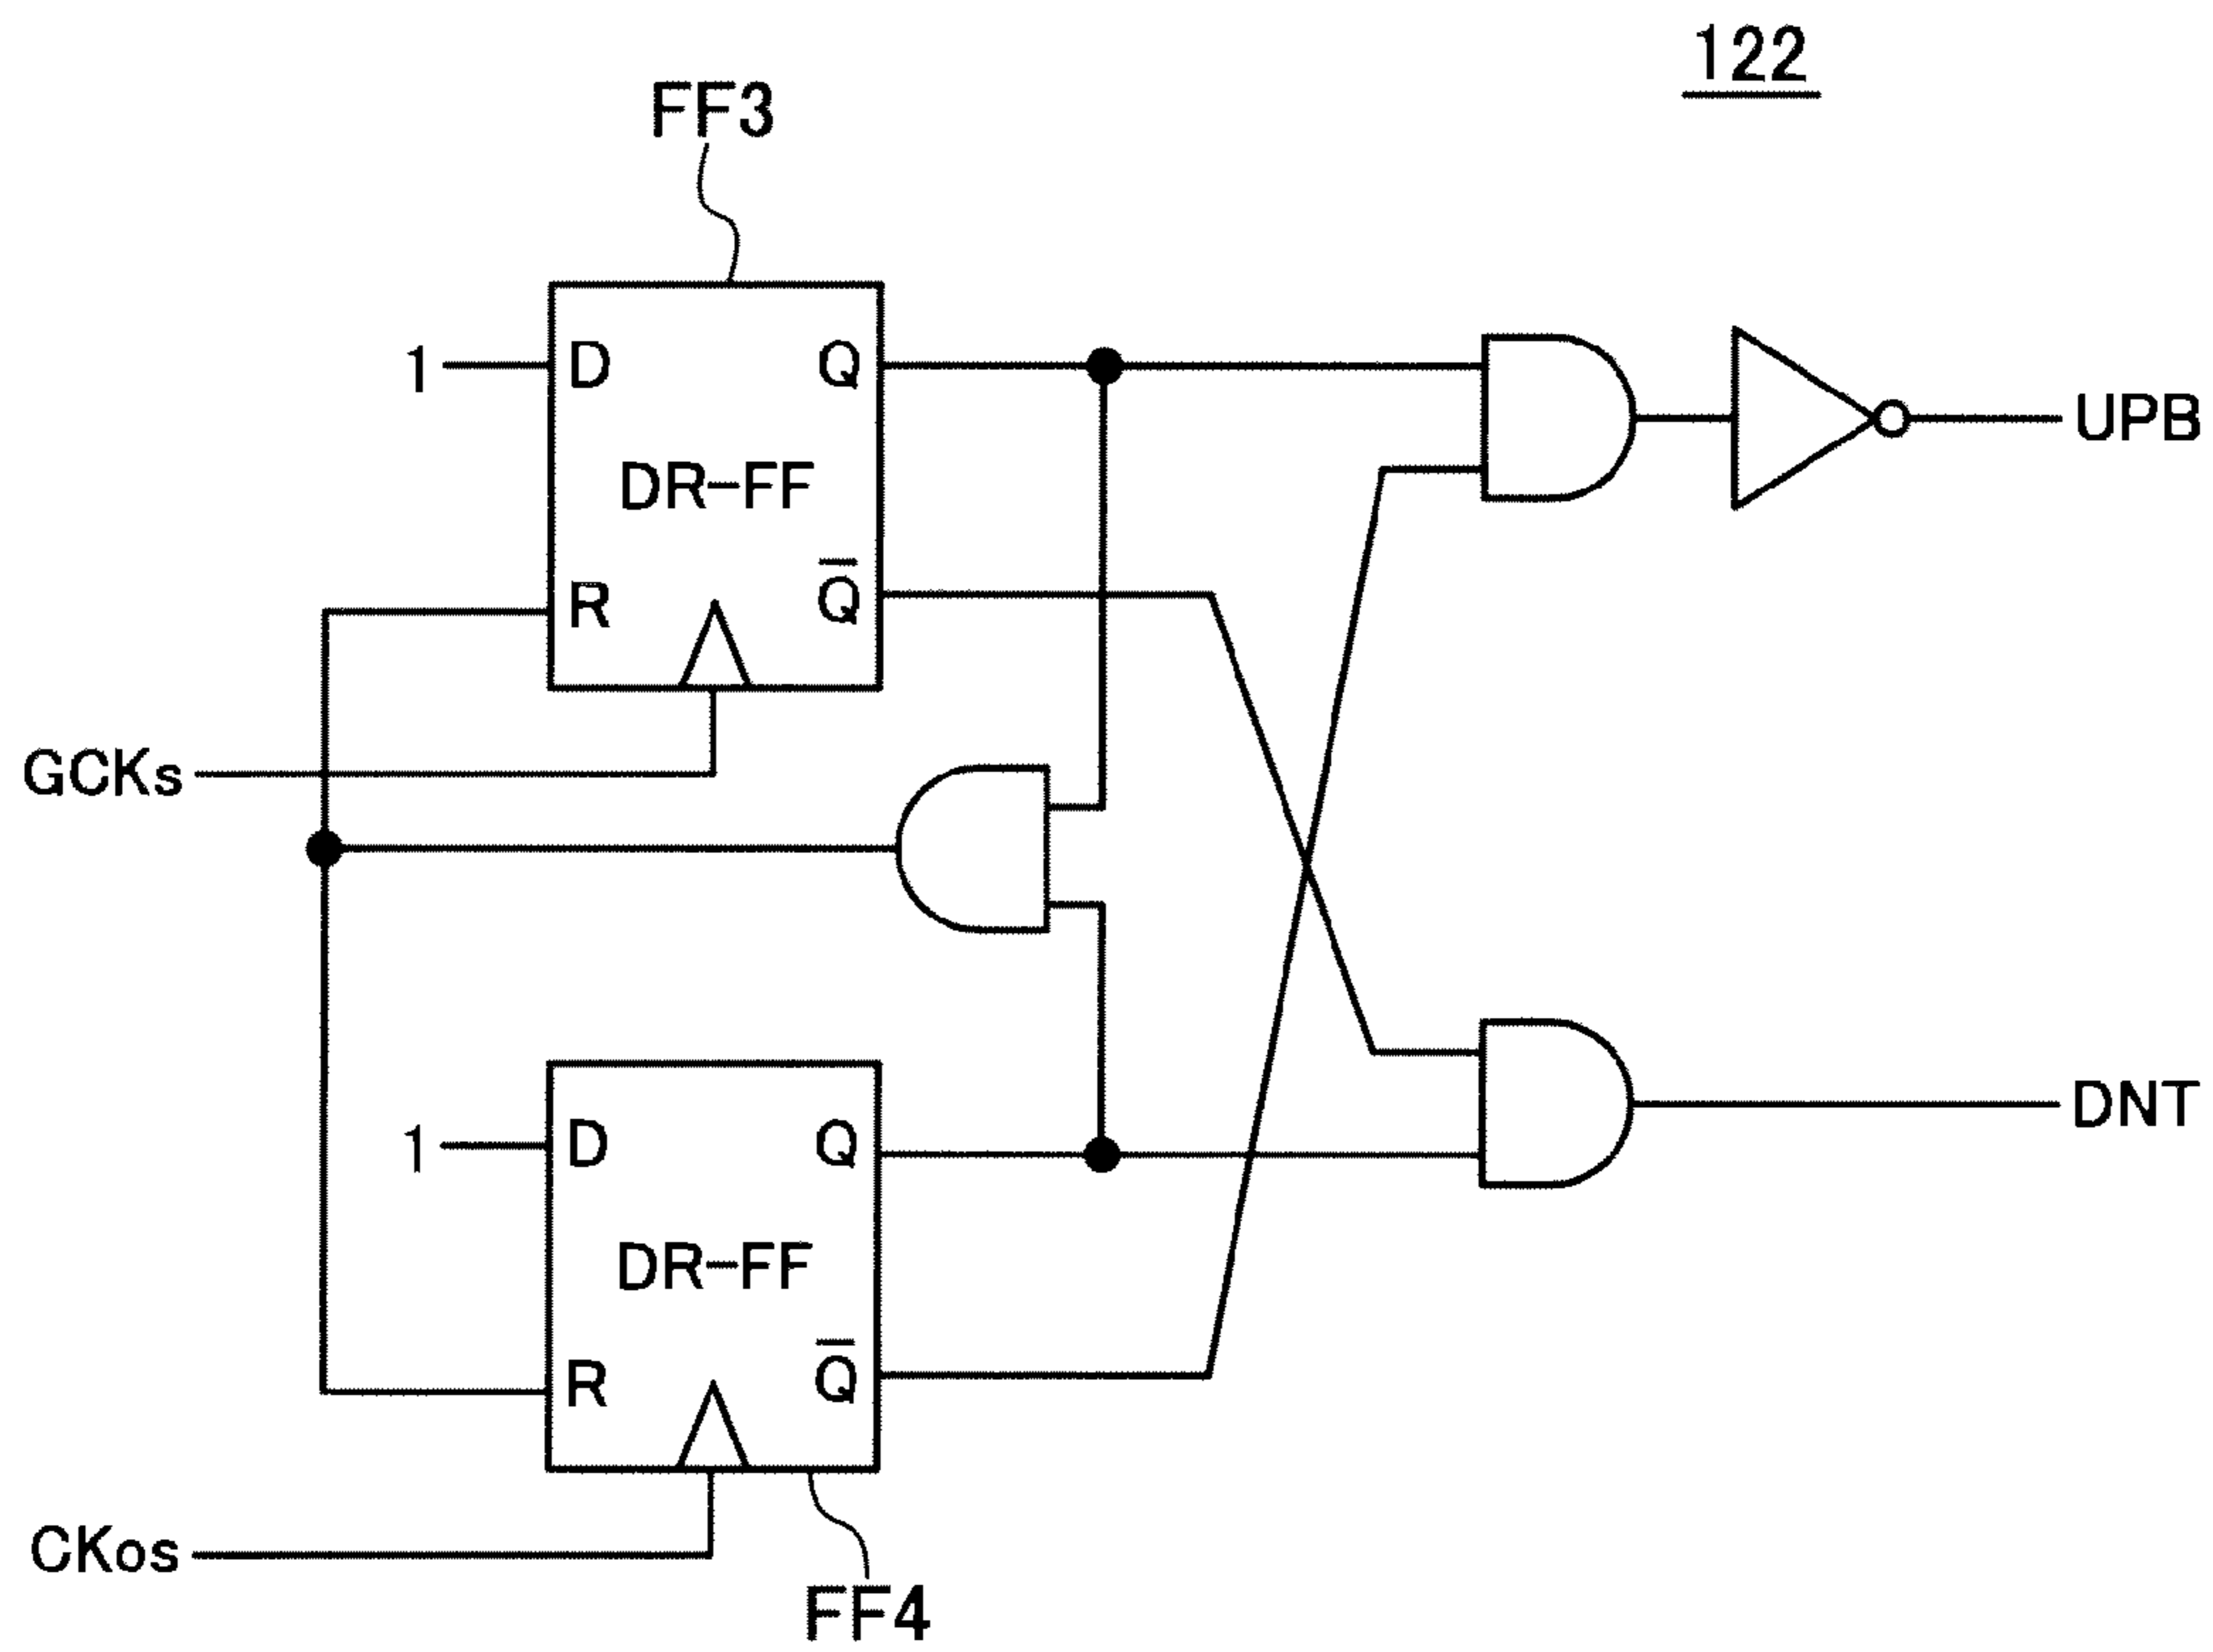 122
FF3
1
D
Q
DR-FF
R
Q̅
UPB
GCKs
1
D
Q
DNT
DR-FF
R
Q̅
CKos
FF4